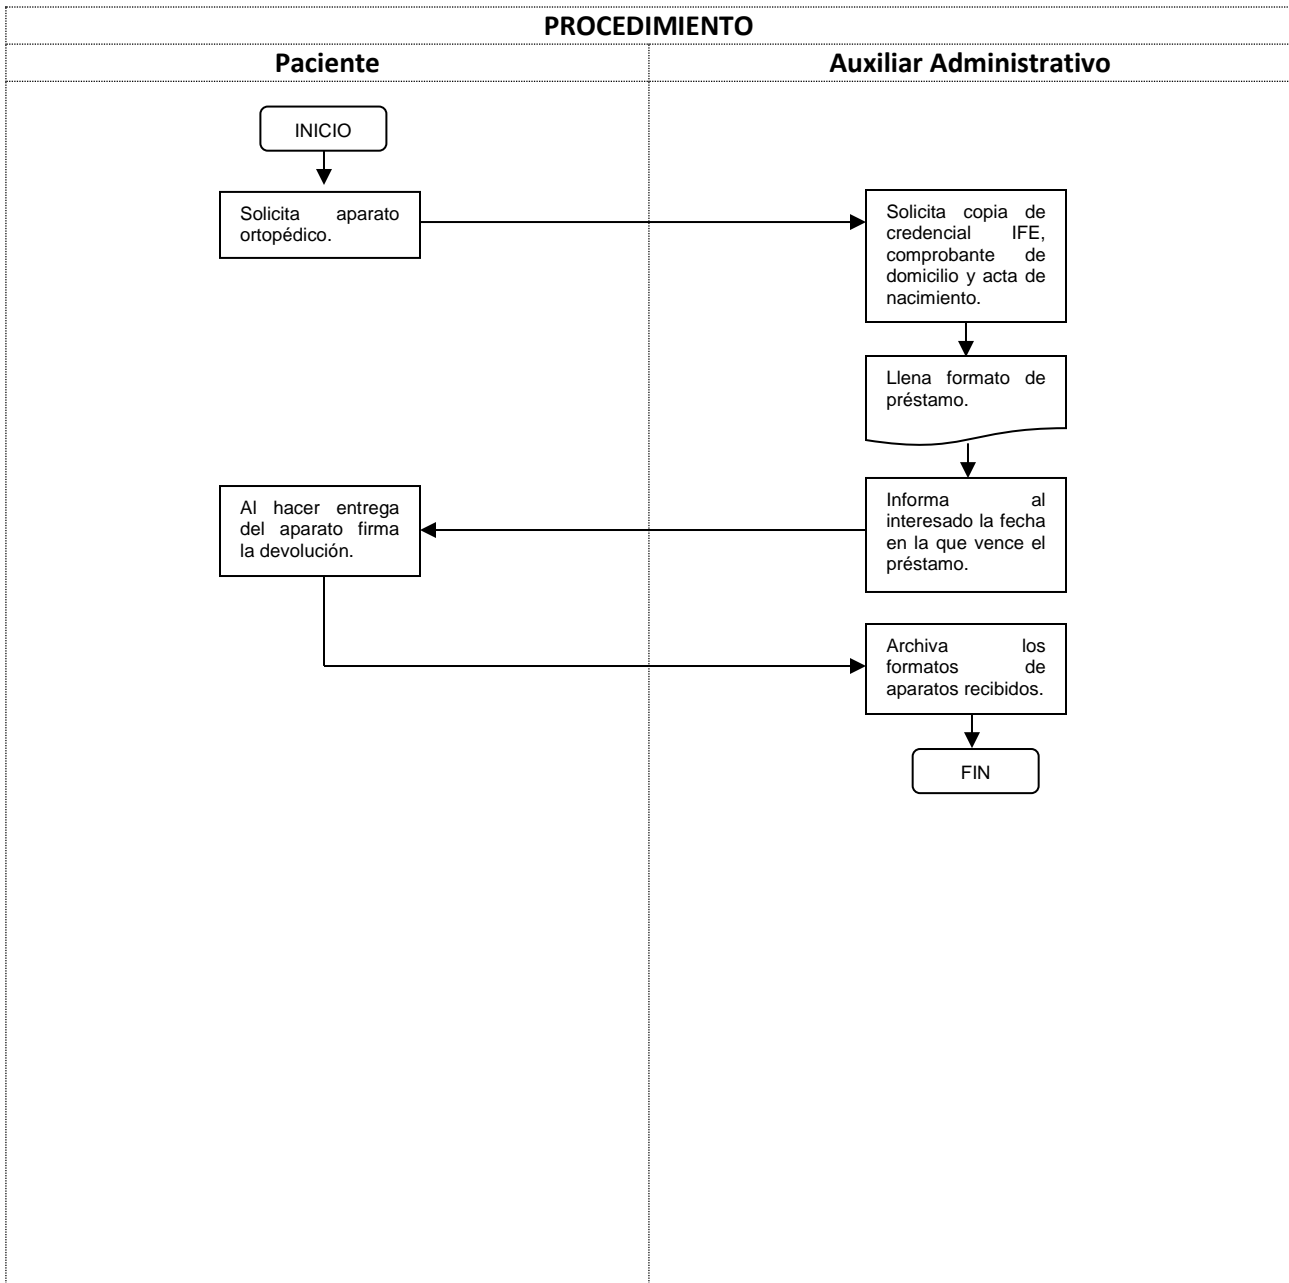 PROCEDIMIENTO
Paciente
Auxiliar Administrativo
INICIO
Solicita aparato
ortopédico.
Solicita copia de
credencial IFE,
comprobante de
domicilio y acta de
nacimiento.
Llena formato de
préstamo.
Informa al
interesado la fecha
en la que vence el
préstamo.
Al hacer entrega
del aparato firma
la devolución.
Archiva los
formatos de
aparatos recibidos.
FIN